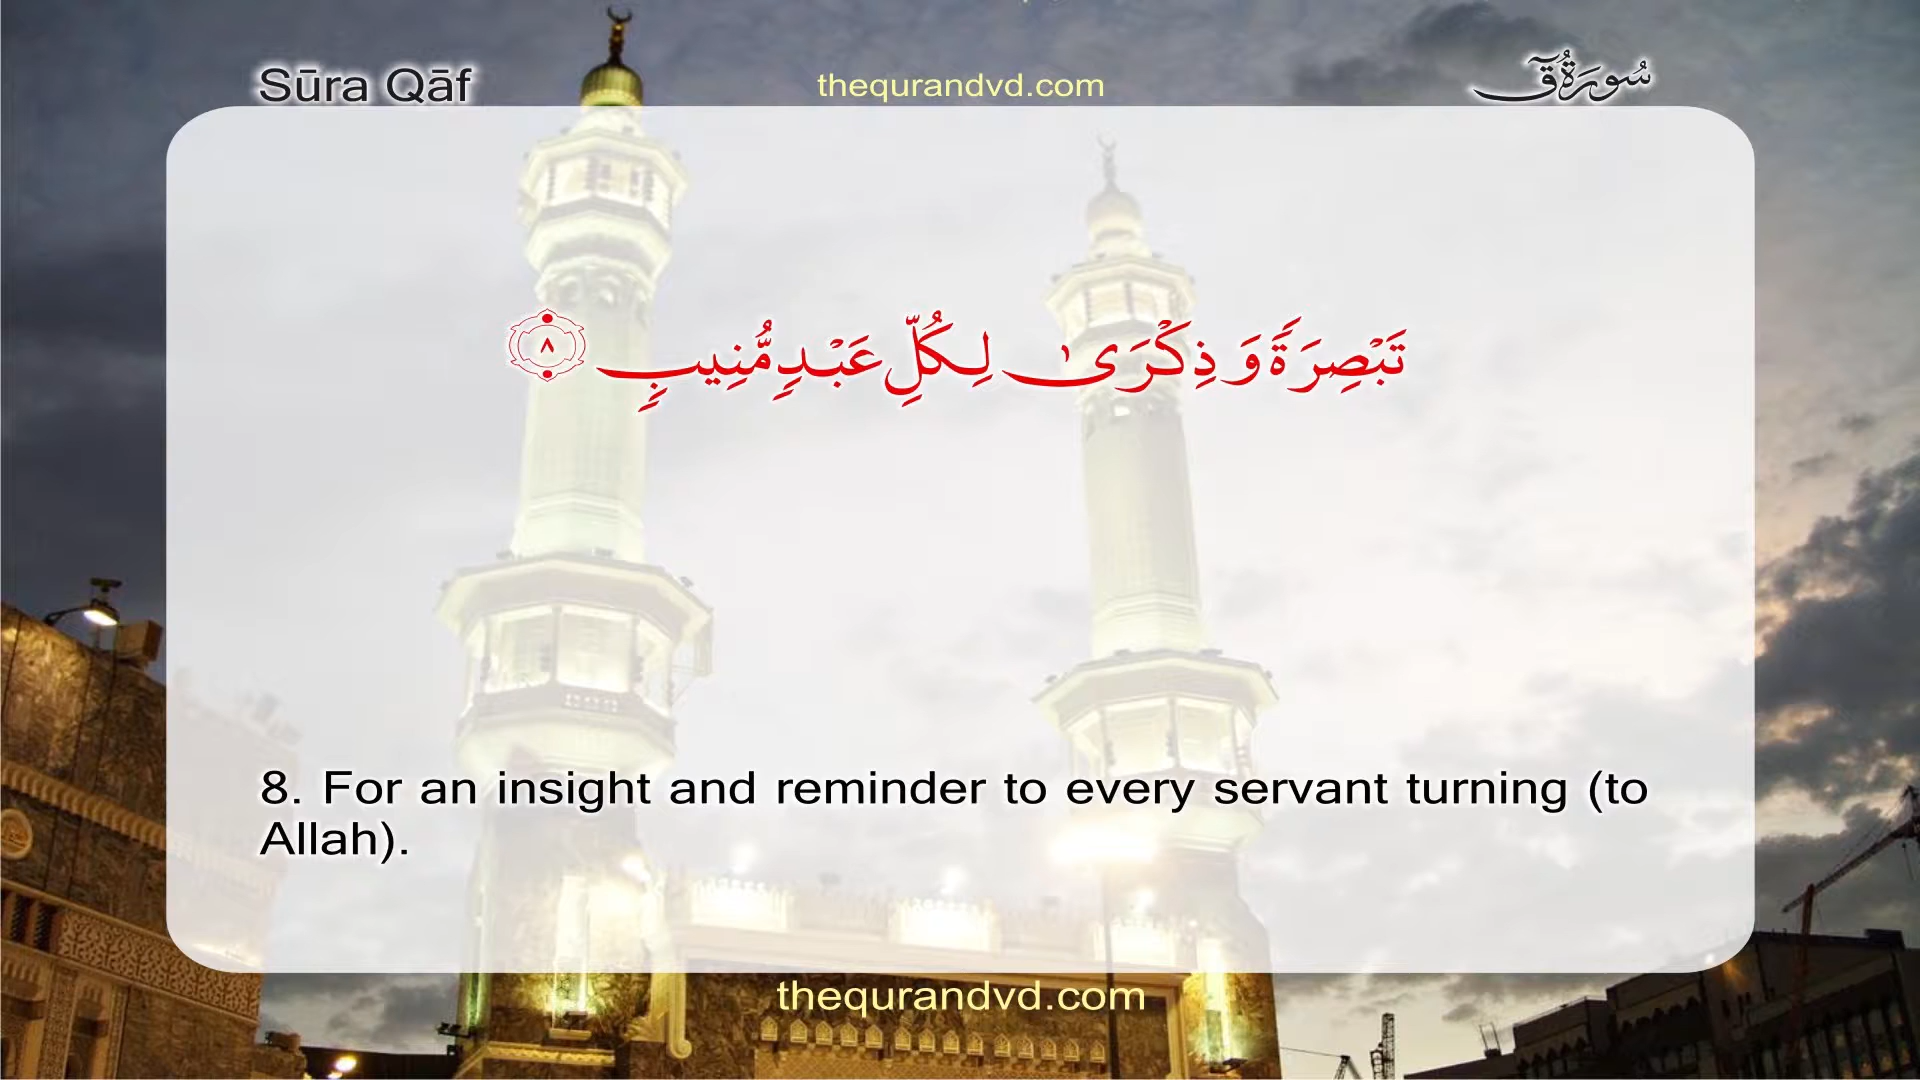 Sūra Qāf
thequrandvd.com
سُورَةُ قٓ
تَبْصِرَةً وَذِكْرَىٰ لِكُلِّ عَبْدٍ مُّنِيبٍ ٨
8. For an insight and reminder to every servant turning (to
Allah).
thequrandvd.com